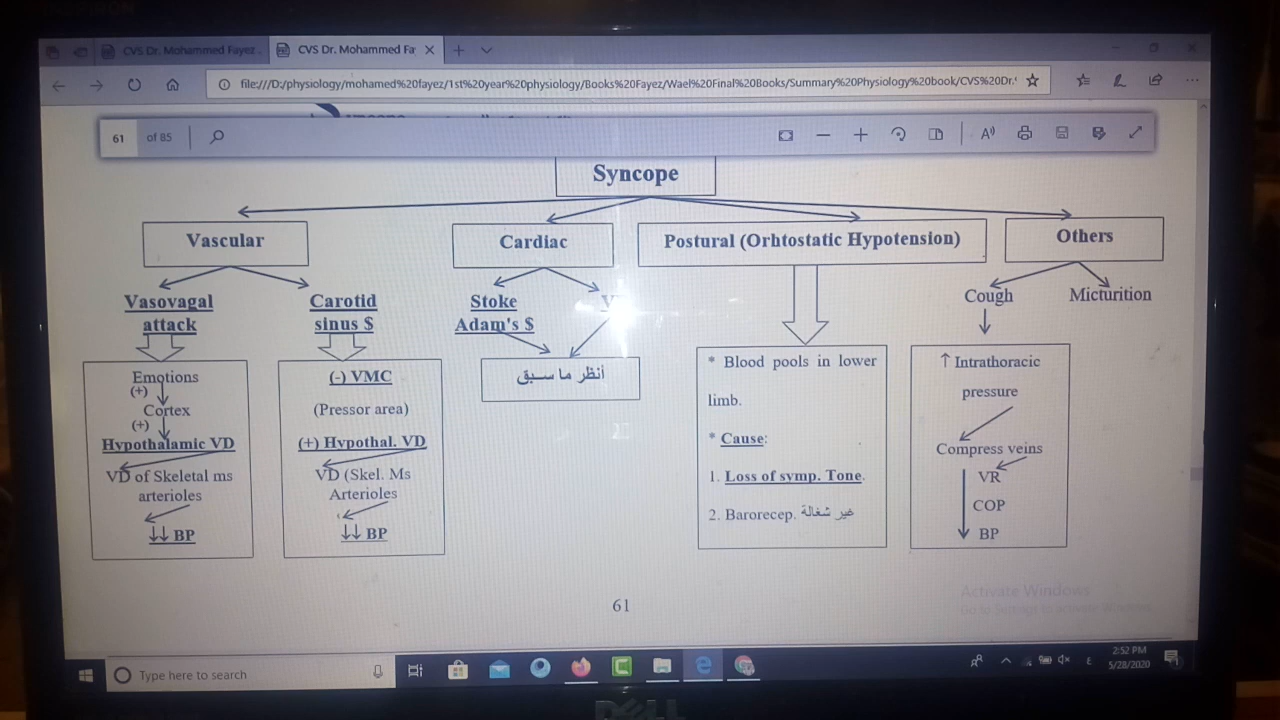 CVS Dr. Mohammed Fayez
CVS Dr. Mohammed Fa
file:///D:/physiology/mohamed%20fayez/1st%20year%20physiology/Books%20Fayez/Wael%20Final%20Books/Summary%20Physiology%20book/CVS%20Dr.
61 of 85
Syncope
Vascular
Cardiac
Postural (Orhtostatic Hypotension)
Others
Vasovagal
attack
Carotid
sinus $
Stoke
Adam's $
V
Cough
Micturition
Emotions
(+)
Cortex
(+)
Hypothalamic VD
VD of Skeletal ms
arterioles
↓↓ BP
(-) VMC
(Pressor area)
(+) Hypothal. VD
VD (Skel. Ms
Arterioles
↓↓ BP
أنظر ما سبق
* Blood pools in lower
limb.
* Cause:
1. Loss of symp. Tone.
2. Barorecep. غير شغالة
↑ Intrathoracic
pressure
Compress veins
VR
COP
BP
61
Activate Windows
Type here to search
2:52 PM
5/28/2020
DELL